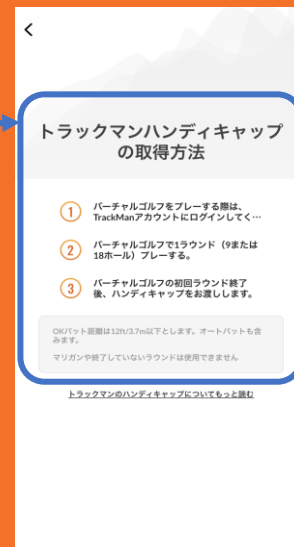 トラックマンハンディキャップ
の取得方法
1
バーチャルゴルフをプレーする際は、
TrackManアカウントにログインしてく…
2
バーチャルゴルフで1ラウンド（9または
18ホール）プレーする。
3
バーチャルゴルフの初回ラウンド終了
後、ハンディキャップをお渡しします。
OKパット距離は12ft/3.7m以下とします。オートパットも含
みます。
マリガンや終了していないラウンドは使用できません
トラックマンのハンディキャップについてもっと読む